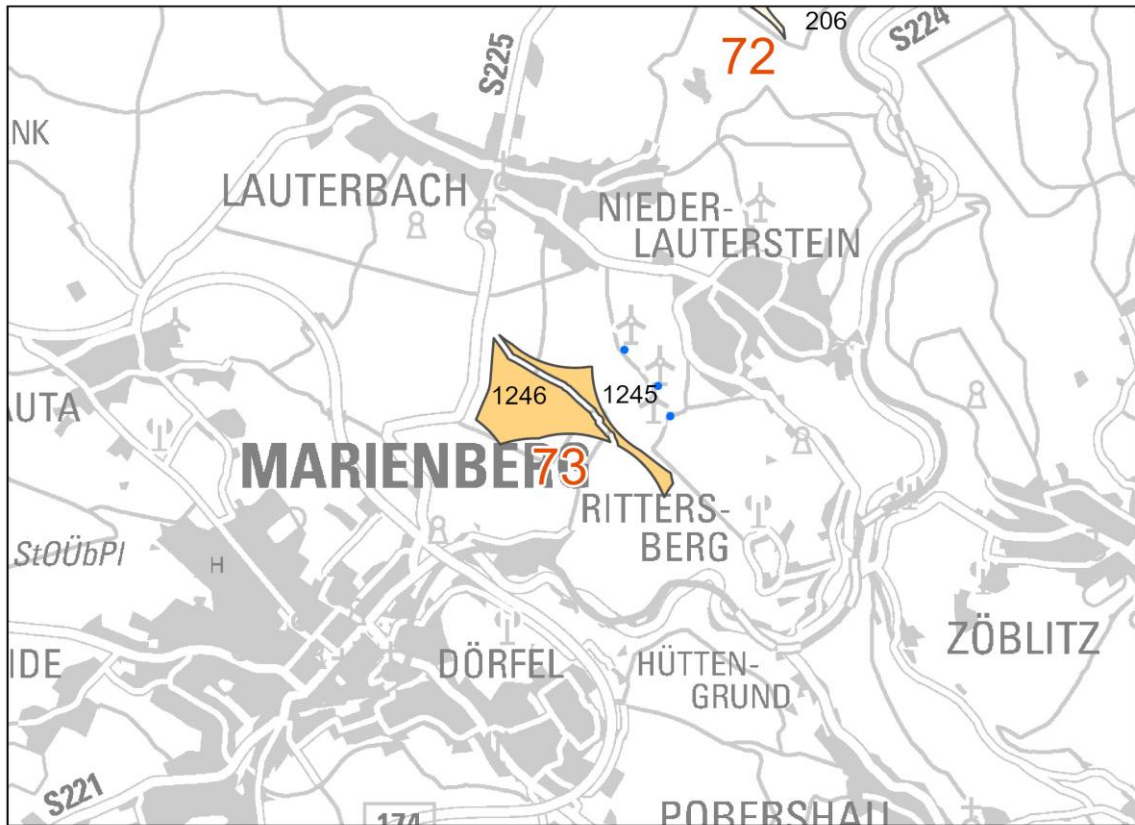 206
S224
72
S225
NK
LAUTERBACH
NIEDER-
LAUTERSTEIN
1246
1245
AUTA
MARIENBERG
73
RITTERS-
BERG
StOÜbPl
H
ZÖBLITZ
IDE
DÖRFEL
HÜTTEN-
GRUND
S221
174
POBERSHAU